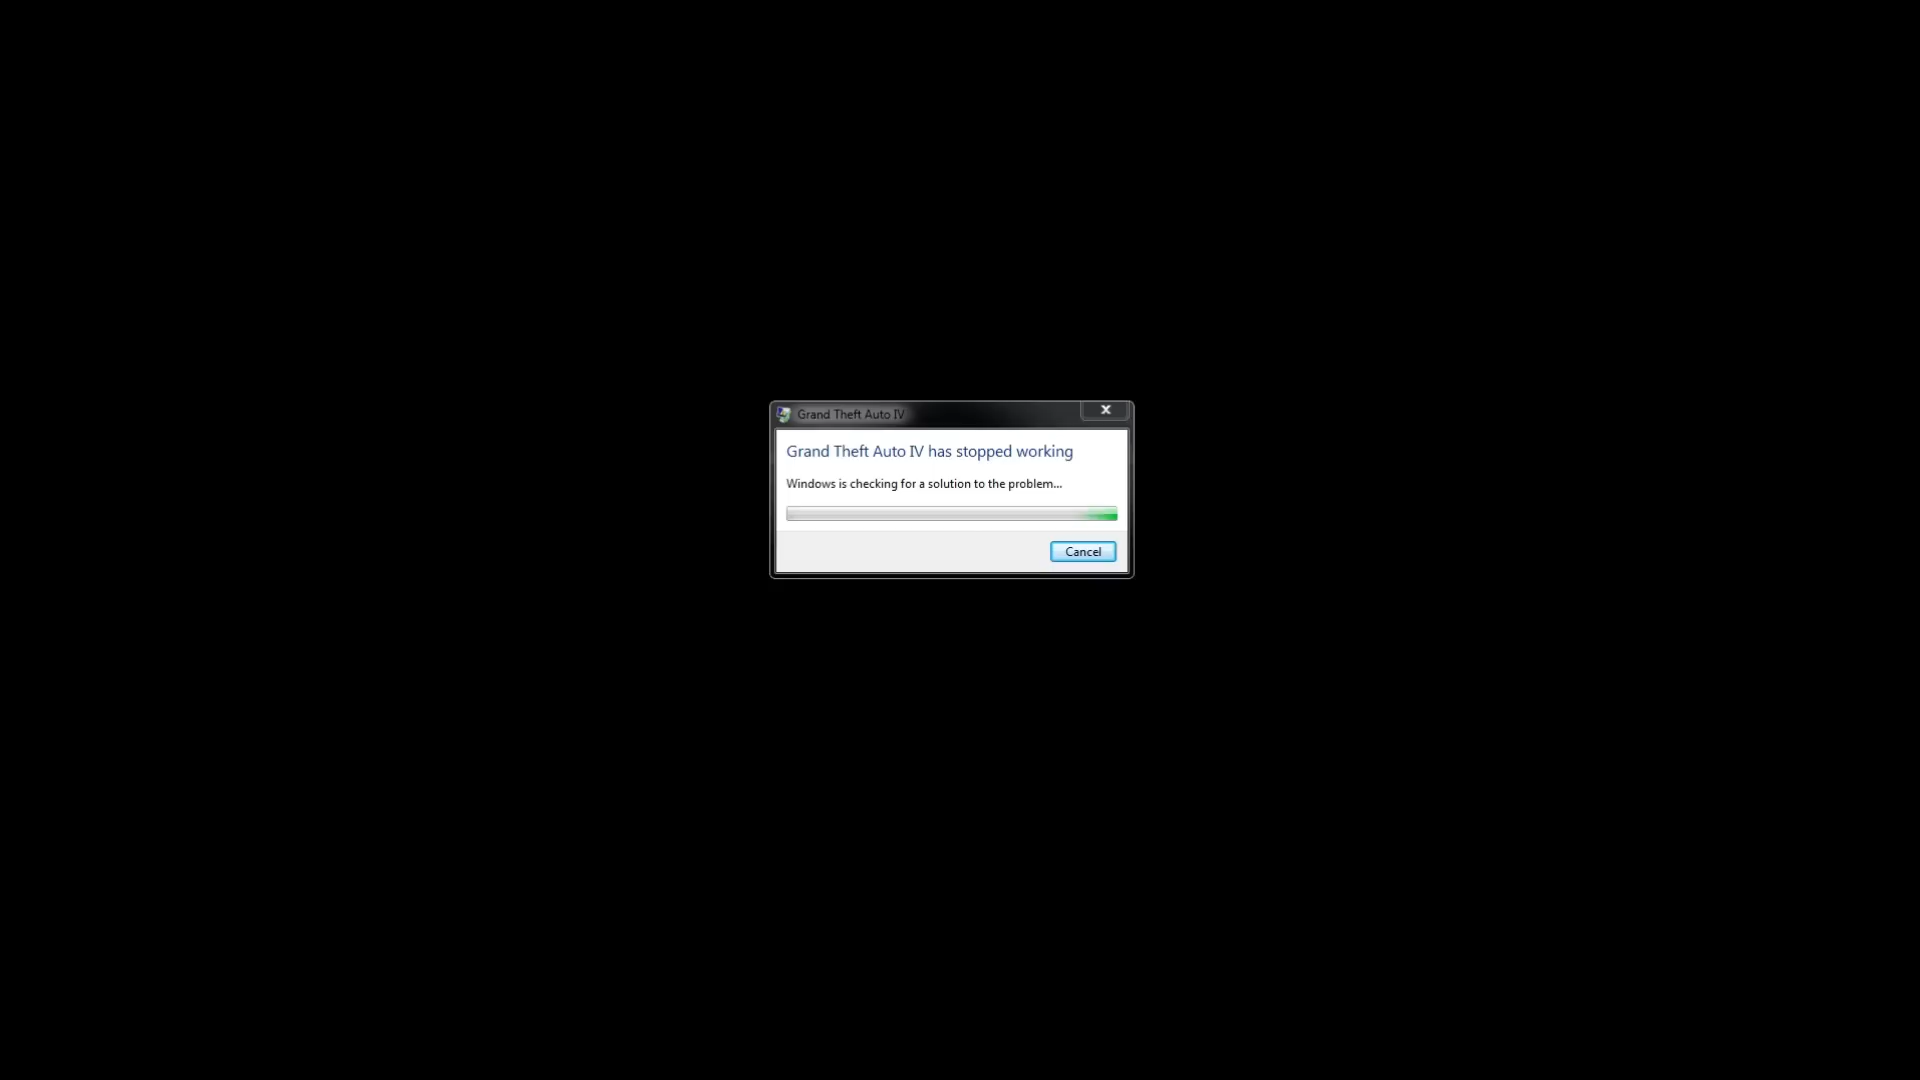 Grand Theft Auto IV
Grand Theft Auto IV has stopped working
Windows is checking for a solution to the problem...
Cancel